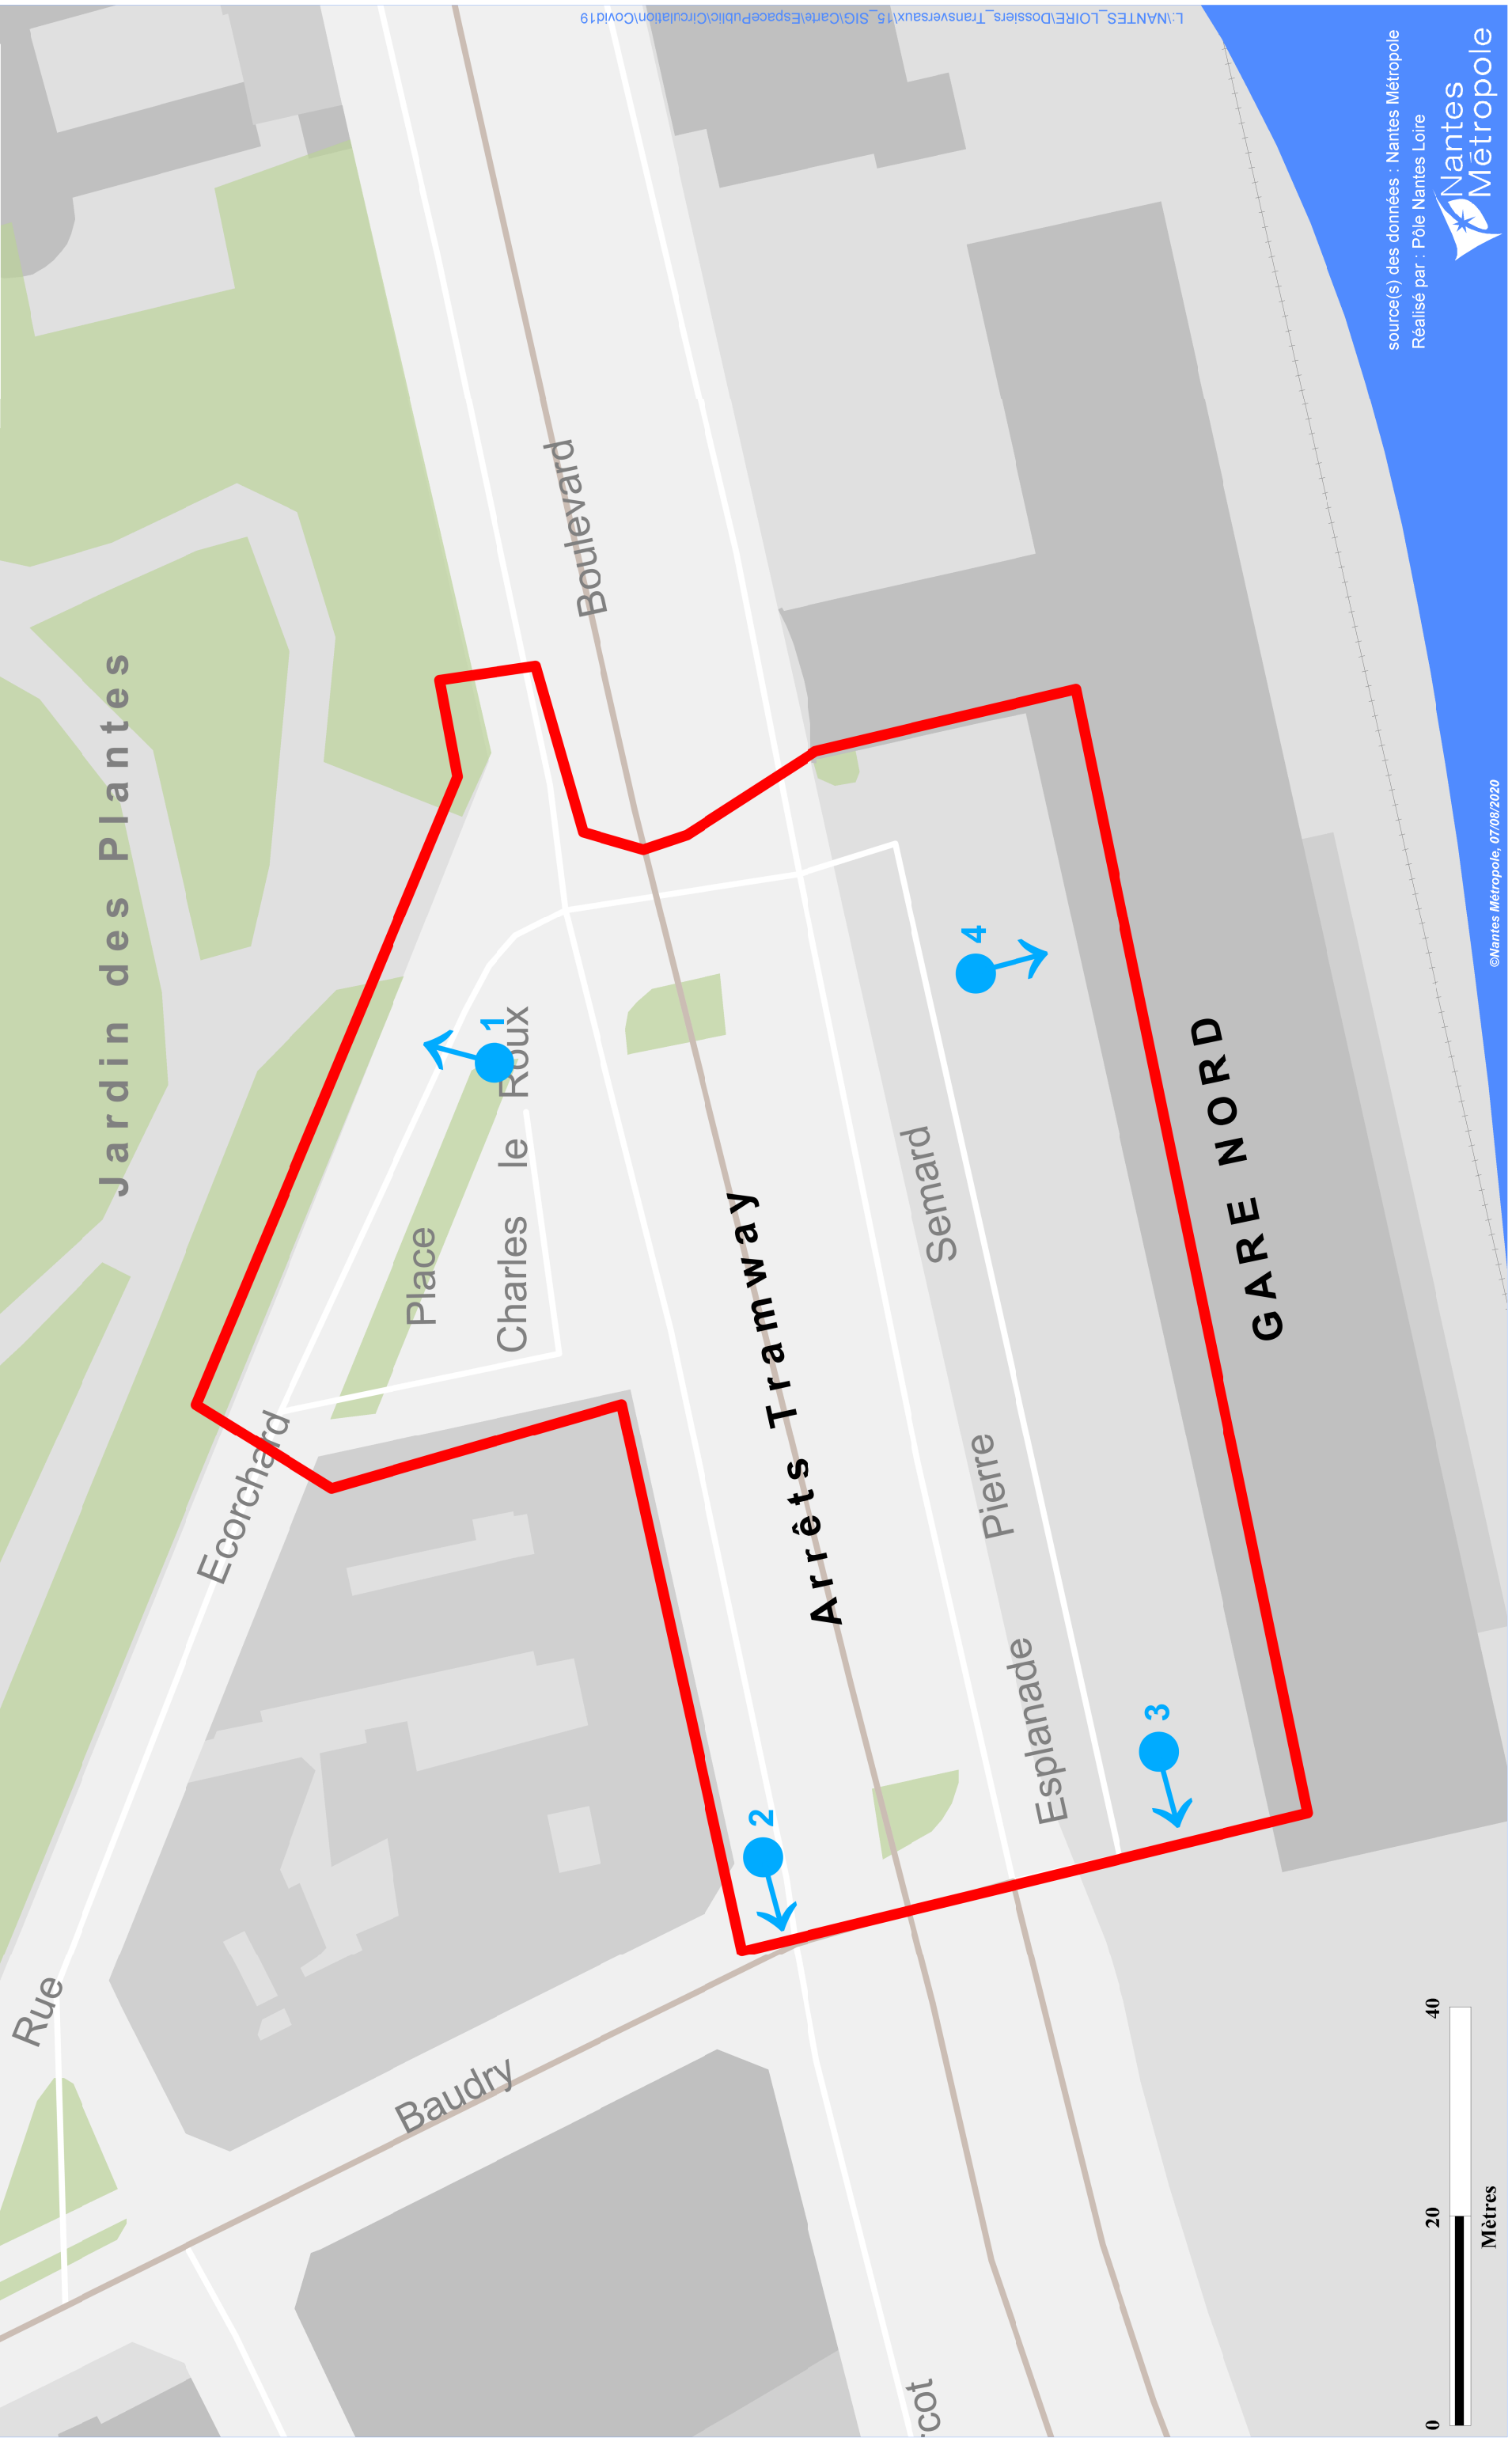 L:\NANTES_LOIRE\Dossiers_Transversaux\15_SIG\Carte\EspacePublic\Circulation\Covid19
Jardin des Plantes
Rue
Ecorchard
Place
Charles le Roux
1
Boulevard
Baudry
2
Arrêts Tramway
Esplanade
Pierre
Semard
3
4
GARE NORD
cot
source(s) des données : Nantes Métropole
Réalisé par : Pôle Nantes Loire
Nantes
Métropole
0 20 40
Mètres
©Nantes Métropole, 07/08/2020